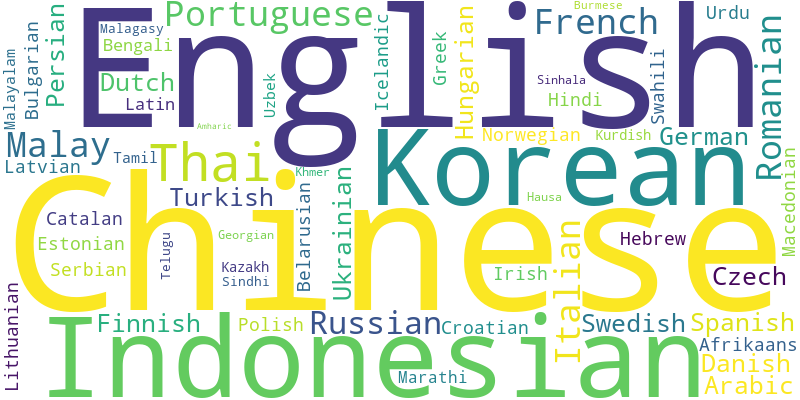 English
Chinese
Korean
Indonesian
Portuguese
French
Burmese
Urdu
Romanian
Malagasy
Bengali
Persian
Bulgarian
Malayalam
Dutch
Latin
Uzbek
Icelandic
Greek
Hungarian
Sinhala
Hindi
Swahili
Amharic
Norwegian
Kurdish
German
Malay
Latvian
Tamil
Thai
Khmer
Turkish
Hausa
Macedonian
Catalan
Estonian
Serbian
Telugu
Georgian
Kazakh
Sindhi
Belarusian
Ukrainian
Hebrew
Irish
Italian
Czech
Lithuanian
Finnish
Polish
Russian
Croatian
Swedish
Spanish
Afrikaans
Danish
Arabic
Marathi